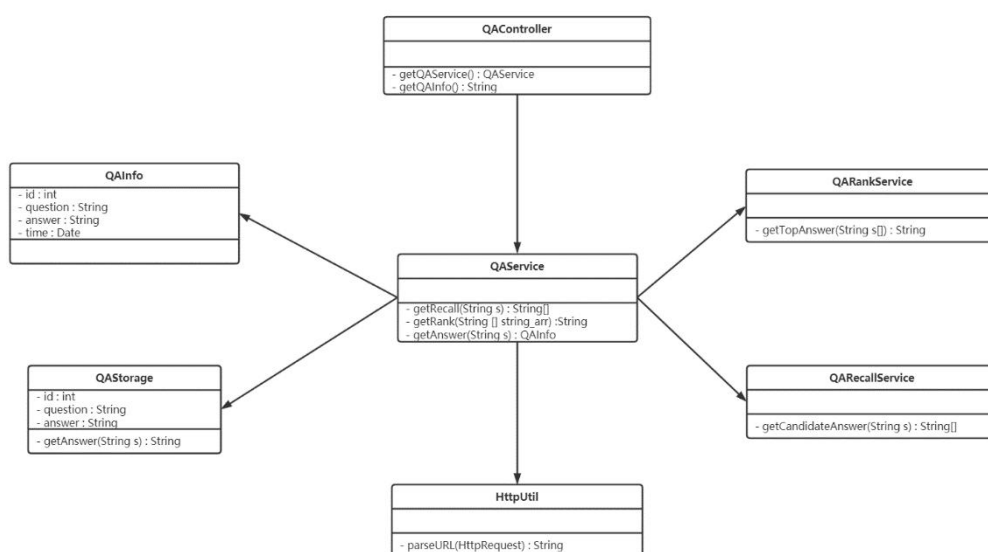 QAController
- getQAService() : QAService
- getQAInfo() : String
QAInfo
- id : int
- question : String
- answer : String
- time : Date
QARankService
- getTopAnswer(String s[]) : String
QAService
- getRecall(String s) : String[]
- getRank(String [] string_arr) :String
- getAnswer(String s) : QAInfo
QAStorage
- id : int
- question : String
- answer : String
- getAnswer(String s) : String
QARecallService
- getCandidateAnswer(String s) : String[]
HttpUtil
- parseURL(HttpRequest) : String